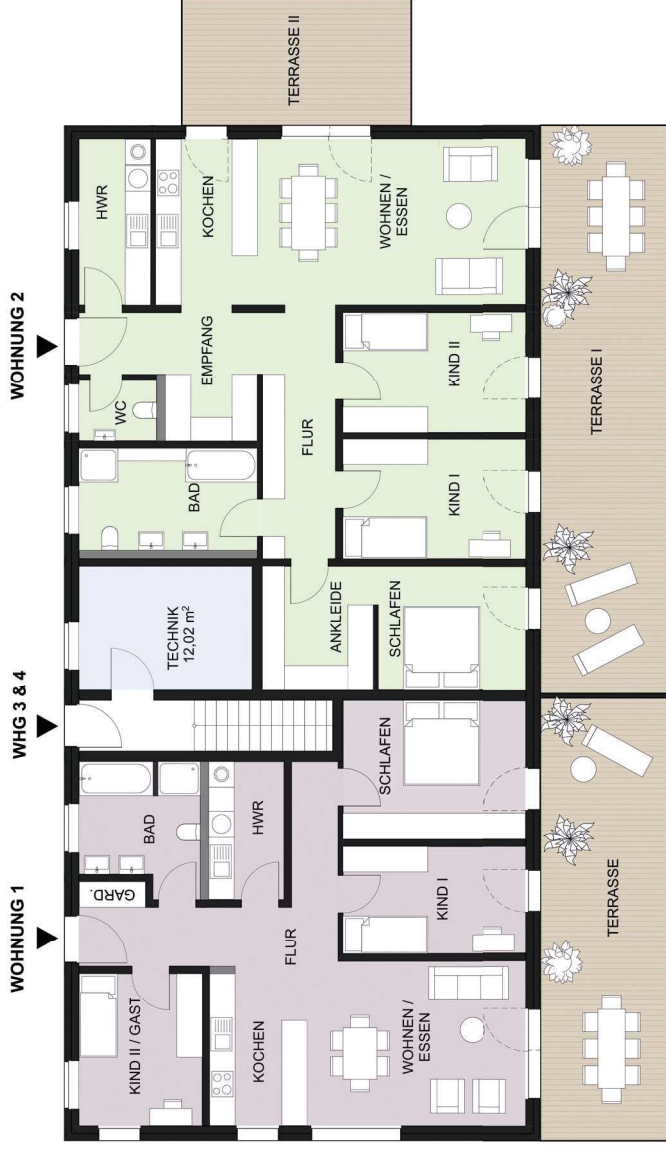 WOHNUNG 1
WHG 3 & 4
WOHNUNG 2
KIND II / GAST
GARD.
BAD
HWR
KOCHEN
FLUR
WOHNEN /
ESSEN
KIND I
SCHLAFEN
TERRASSE
TECHNIK
12,02 m²
BAD
WC
EMPFANG
HWR
KOCHEN
ANKLEIDE
FLUR
SCHLAFEN
KIND I
KIND II
WOHNEN /
ESSEN
TERRASSE I
TERRASSE II